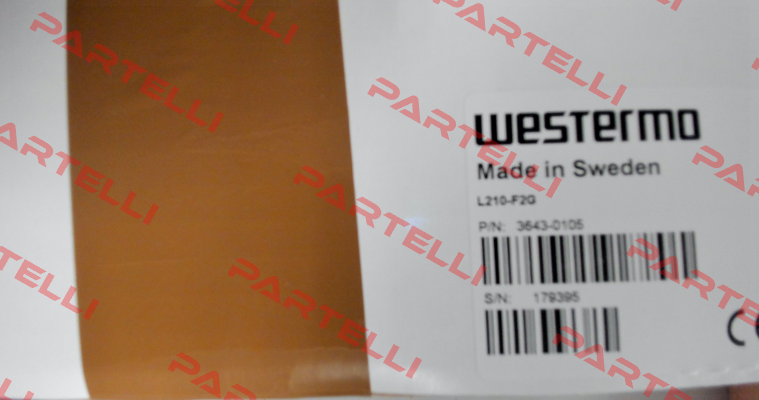 westermo
Made in Sweden
L210-F2G
P/N: 3643-0105
S/N: 179395
CE
PARTELLI
PARTELLI
PARTELLI
PARTELLI
PARTELLI
PARTELLI
PARTELLI
PARTELLI